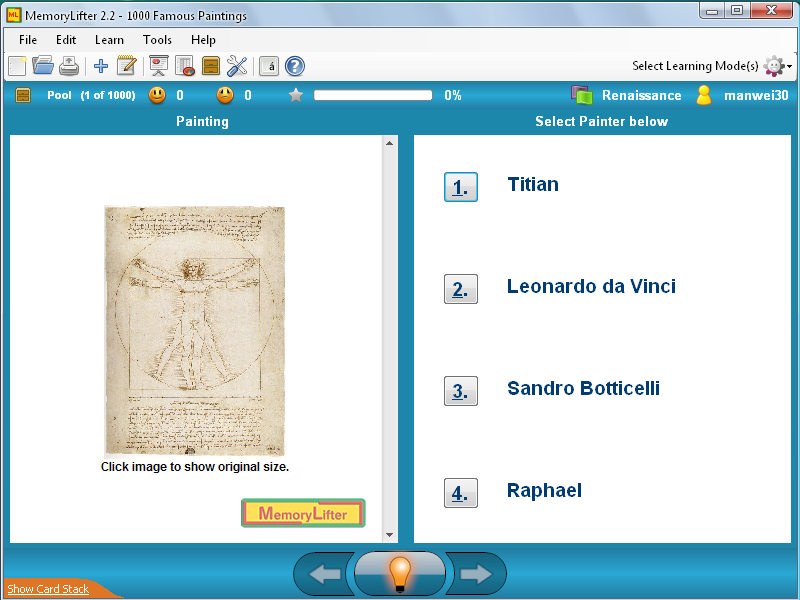 MemoryLifter 2.2 - 1000 Famous Paintings
File Edit Learn Tools Help
á ? Select Learning Mode(s)
Pool (1 of 1000) 0 0 0% Renaissance manwei30
Painting
Select Painter below
Click image to show original size.
MemoryLifter
1. Titian
2. Leonardo da Vinci
3. Sandro Botticelli
4. Raphael
Show Card Stack